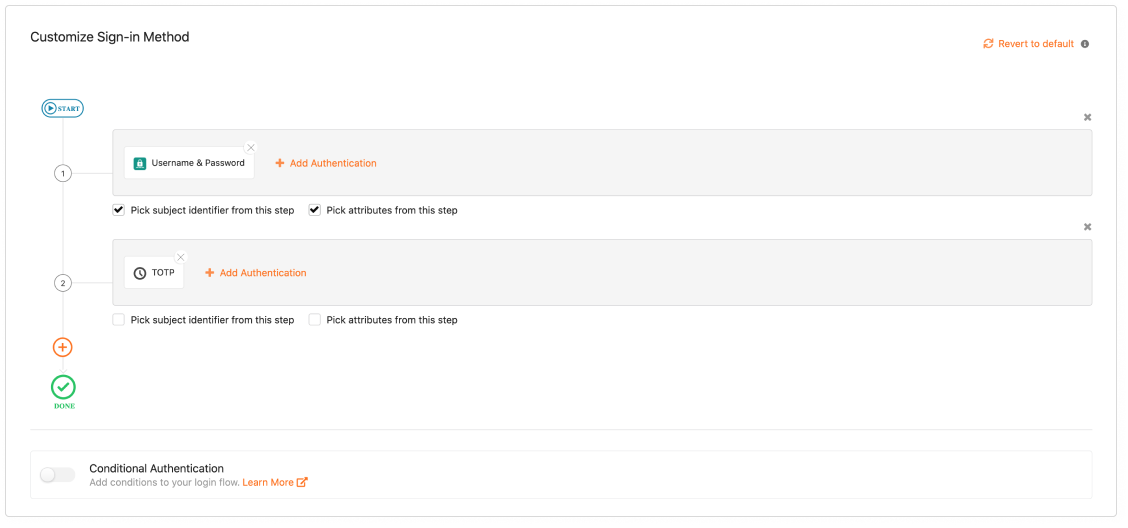 Customize Sign-in Method
Revert to default
START
1
Username & Password
Add Authentication
Pick subject identifier from this step Pick attributes from this step
2
TOTP
Add Authentication
Pick subject identifier from this step Pick attributes from this step
DONE
Conditional Authentication
Add conditions to your login flow. Learn More